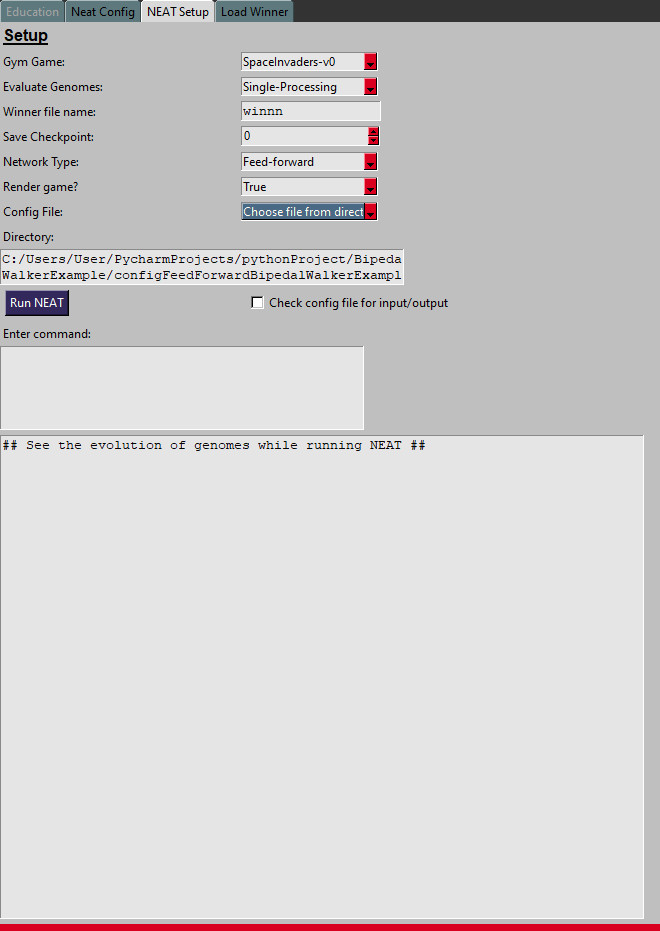 Education Neat Config NEAT Setup Load Winner
Setup
Gym Game: SpaceInvaders-v0
Evaluate Genomes: Single-Processing
Winner file name: winnn
Save Checkpoint: 0
Network Type: Feed-forward
Render game? True
Config File: Choose file from direct
Directory:
C:/Users/User/PycharmProjects/pythonProject/Bipeda
WalkerExample/configFeedForwardBipedalWalkerExampl
Run NEAT Check config file for input/output
Enter command:
## See the evolution of genomes while running NEAT ##